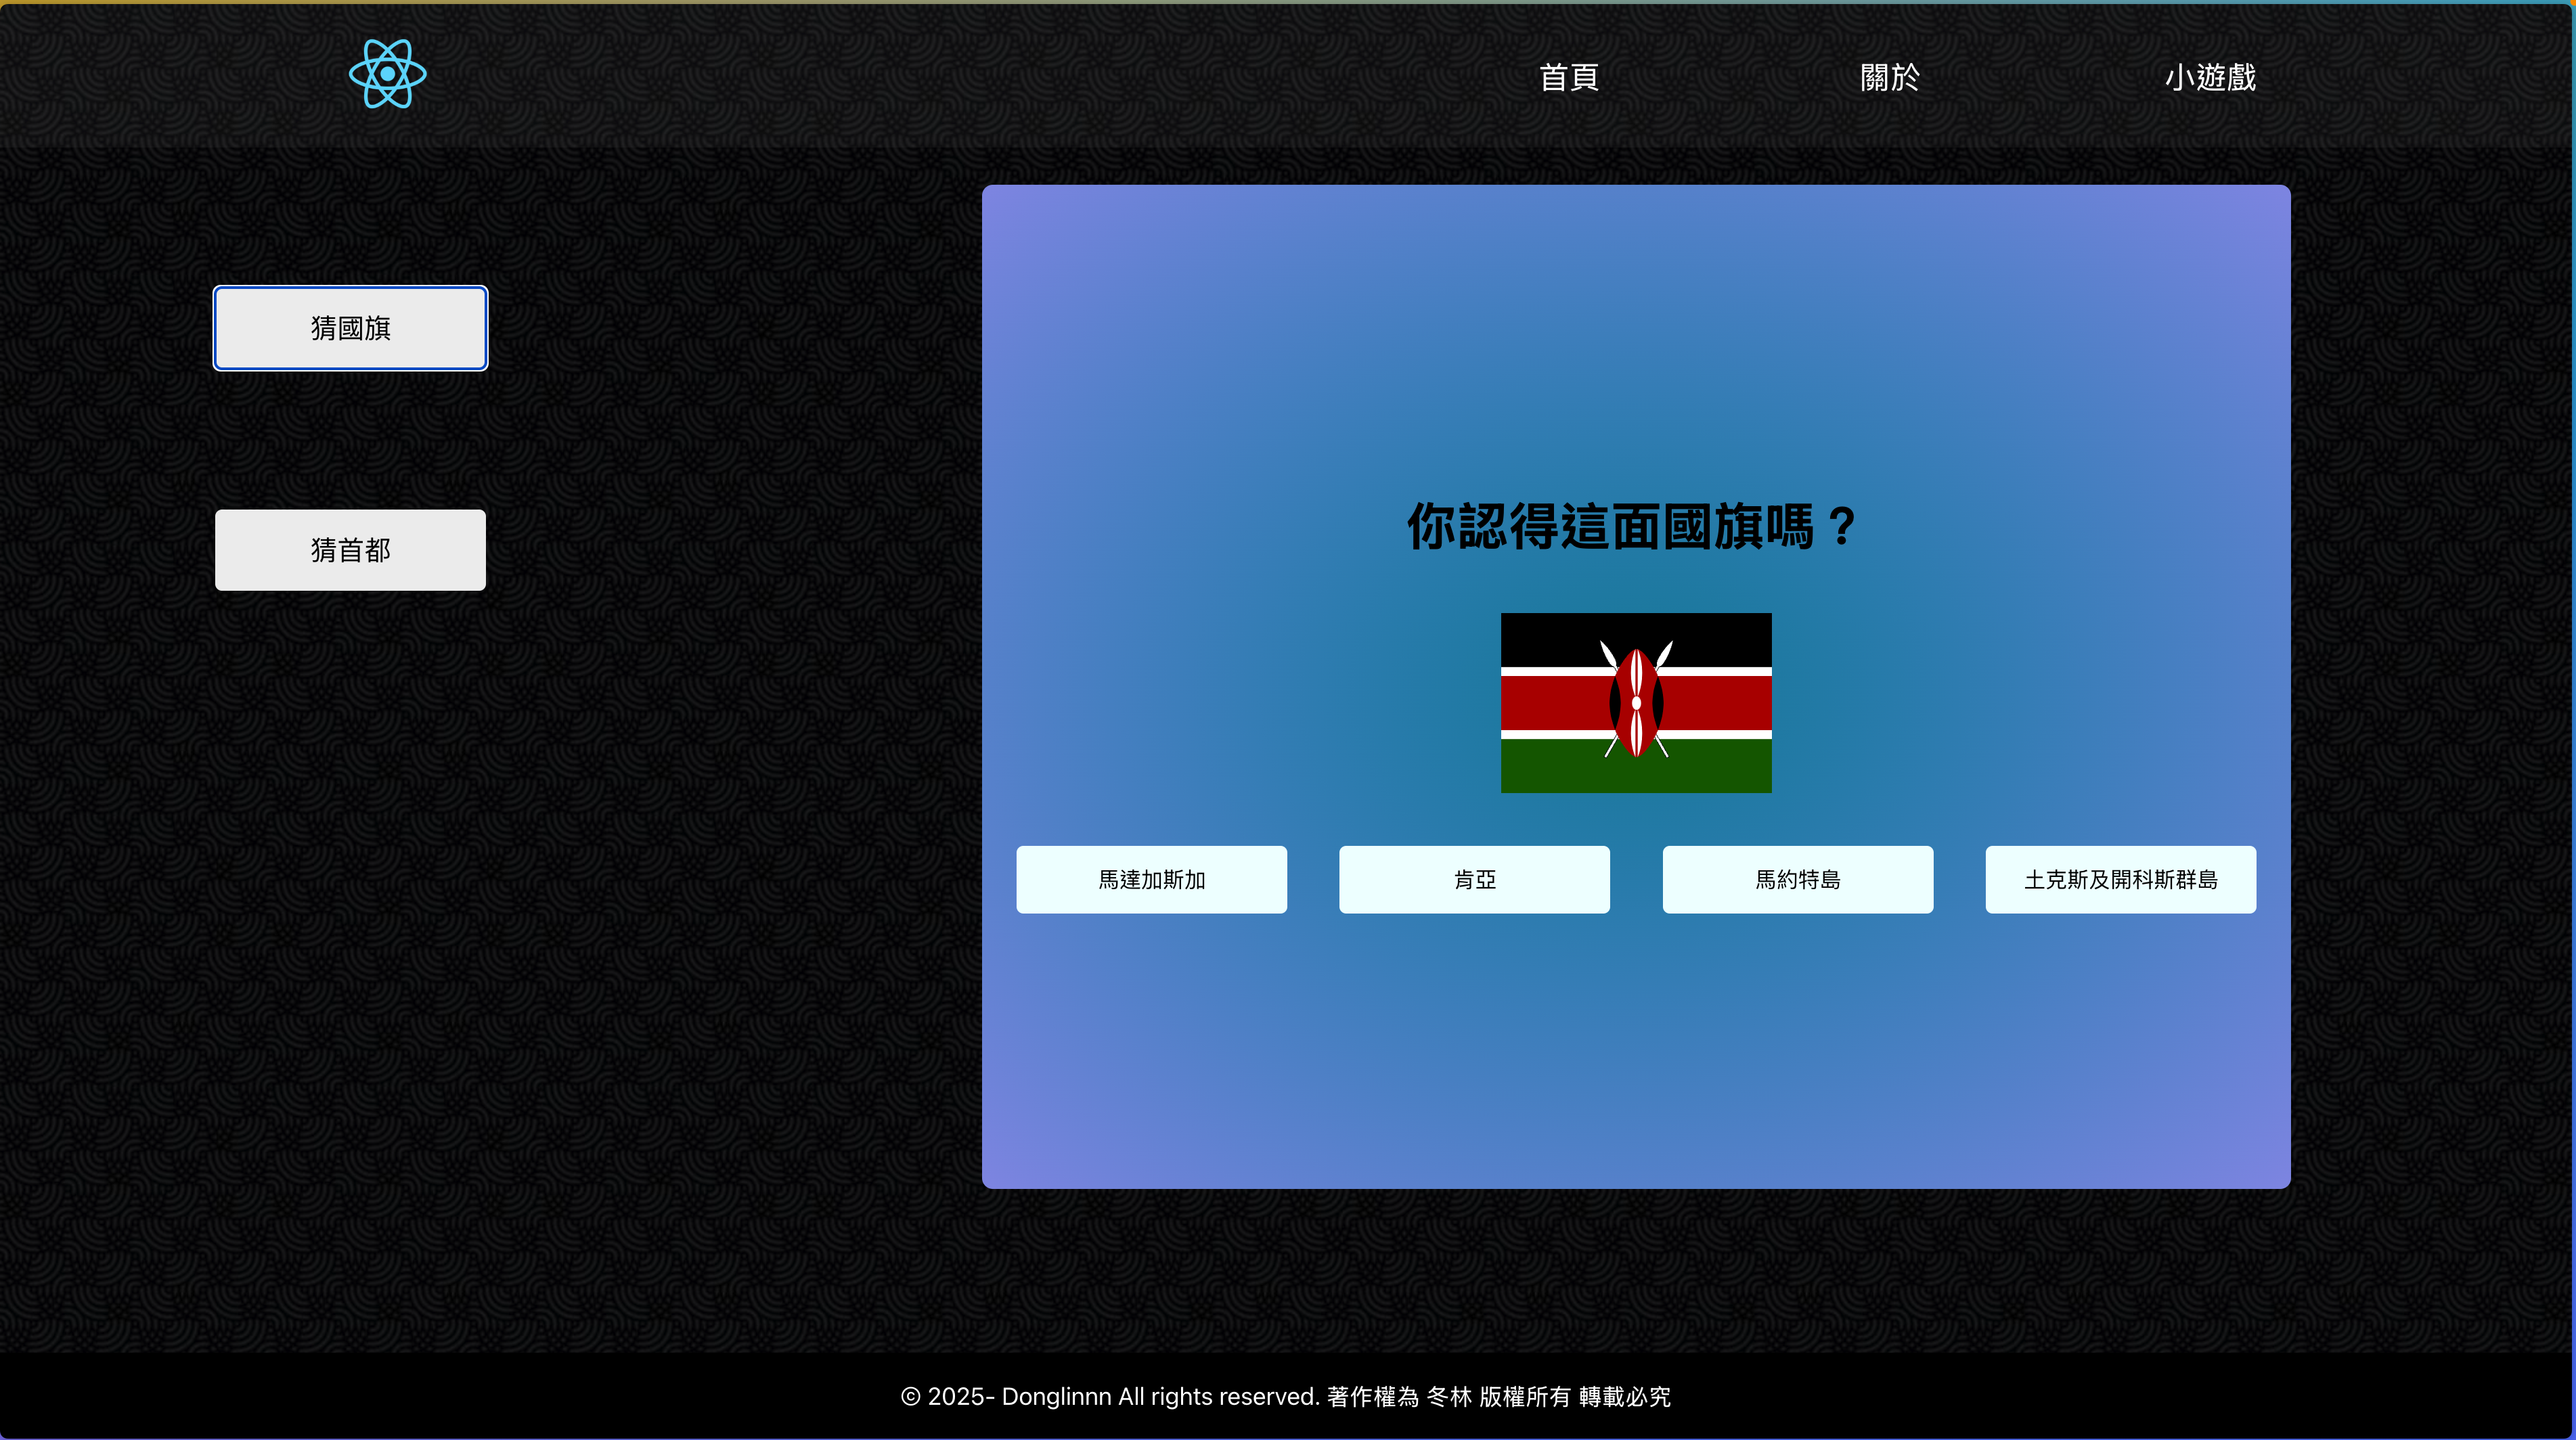 首頁
關於
小遊戲
猜國旗
猜首都
你認得這面國旗嗎？
馬達加斯加
肯亞
馬約特島
土克斯及開科斯群島
© 2025- Donglinnn All rights reserved. 著作權為 冬林 版權所有 轉載必究